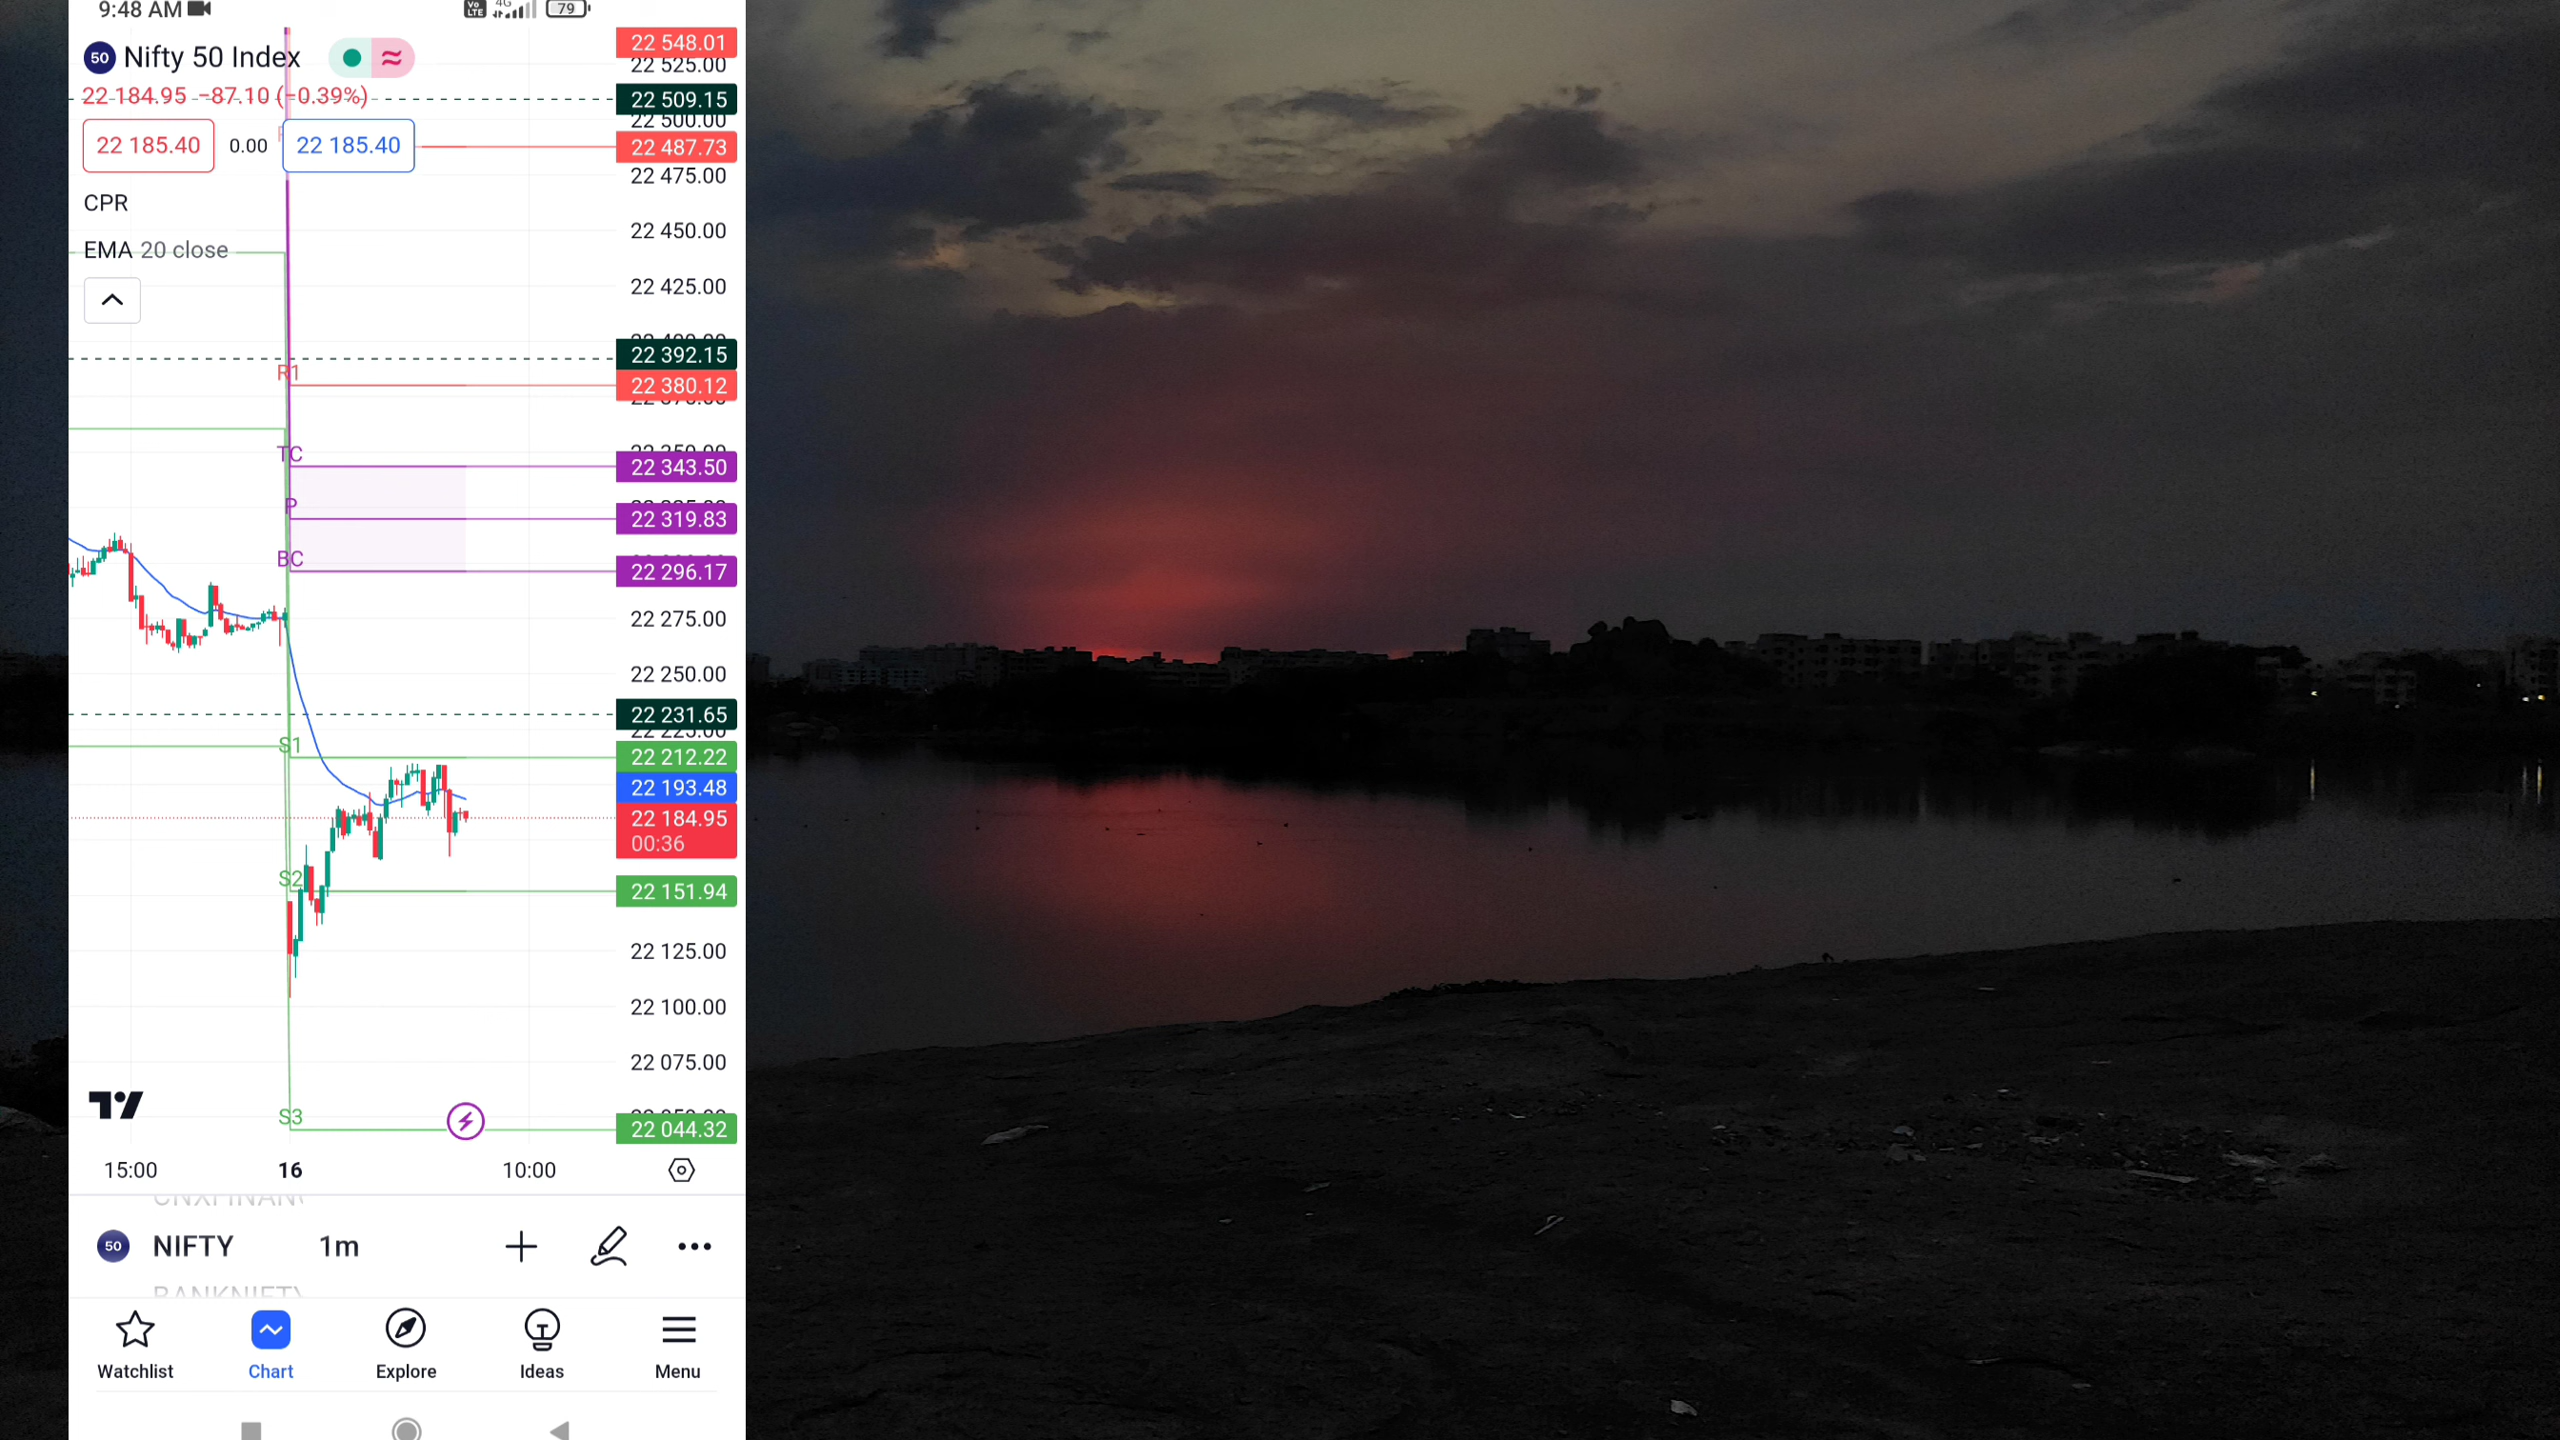 9:48 AM
Vo LTE 4G 79
22 548.01
50 Nifty 50 Index
22 525.00
22 184.95 −87.10 (−0.39%)
22 509.15
22 500.00
22 185.40 0.00 22 185.40
22 487.73
22 475.00
CPR
22 450.00
EMA 20 close
22 425.00
22 392.15
R1
22 380.12
TC
22 343.50
P
22 319.83
BC
22 296.17
22 275.00
22 250.00
22 231.65
S1
22 212.22
22 193.48
22 184.95
00:36
S2
22 151.94
22 125.00
22 100.00
22 075.00
S3
22 044.32
15:00 16 10:00
50 NIFTY 1m
BANKNIFTY
Watchlist Chart Explore Ideas Menu